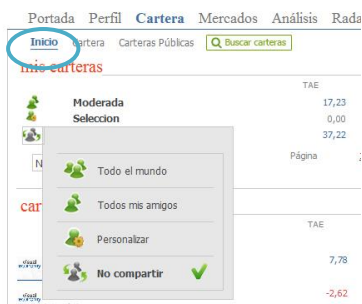 Portada Perfil Cartera Mercados Análisis Rada
Inicio Cartera Carteras Públicas Buscar carteras
mis carteras
TAE
Moderada 17,23
Seleccion 0,00
37,22
N Página
Todo el mundo
Todos mis amigos
Personalizar
No compartir
car
TAE
7,78
-2,62